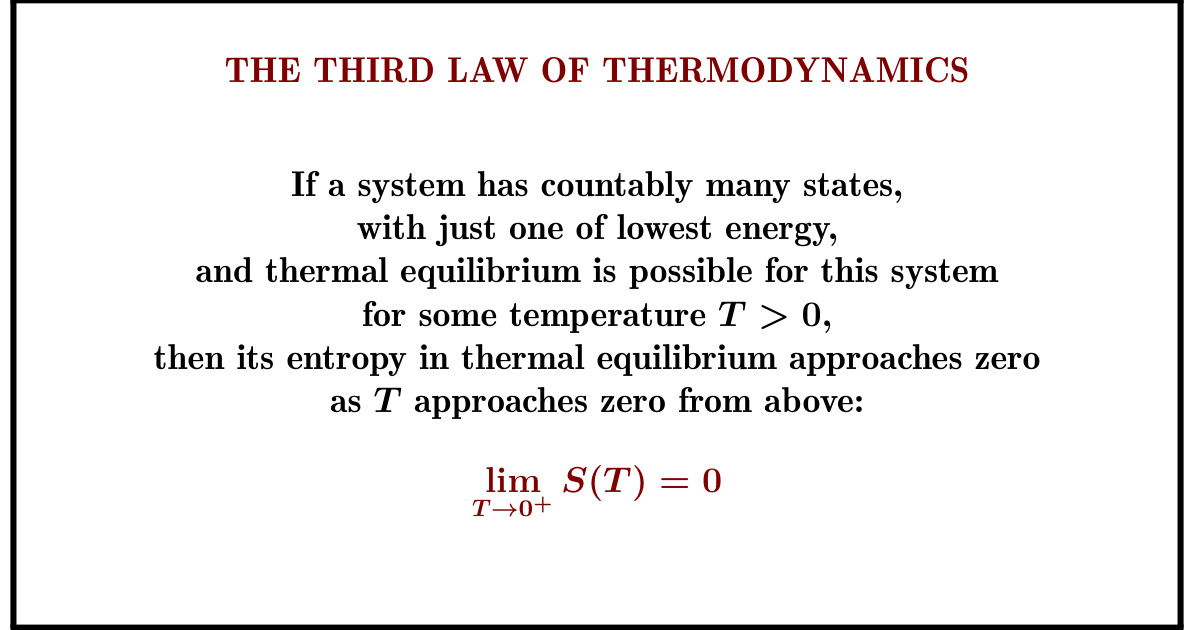 THE THIRD LAW OF THERMODYNAMICS
If a system has countably many states,
with just one of lowest energy,
and thermal equilibrium is possible for this system
for some temperature T > 0,
then its entropy in thermal equilibrium approaches zero
as T approaches zero from above:
lim S(T) = 0
T→0⁺